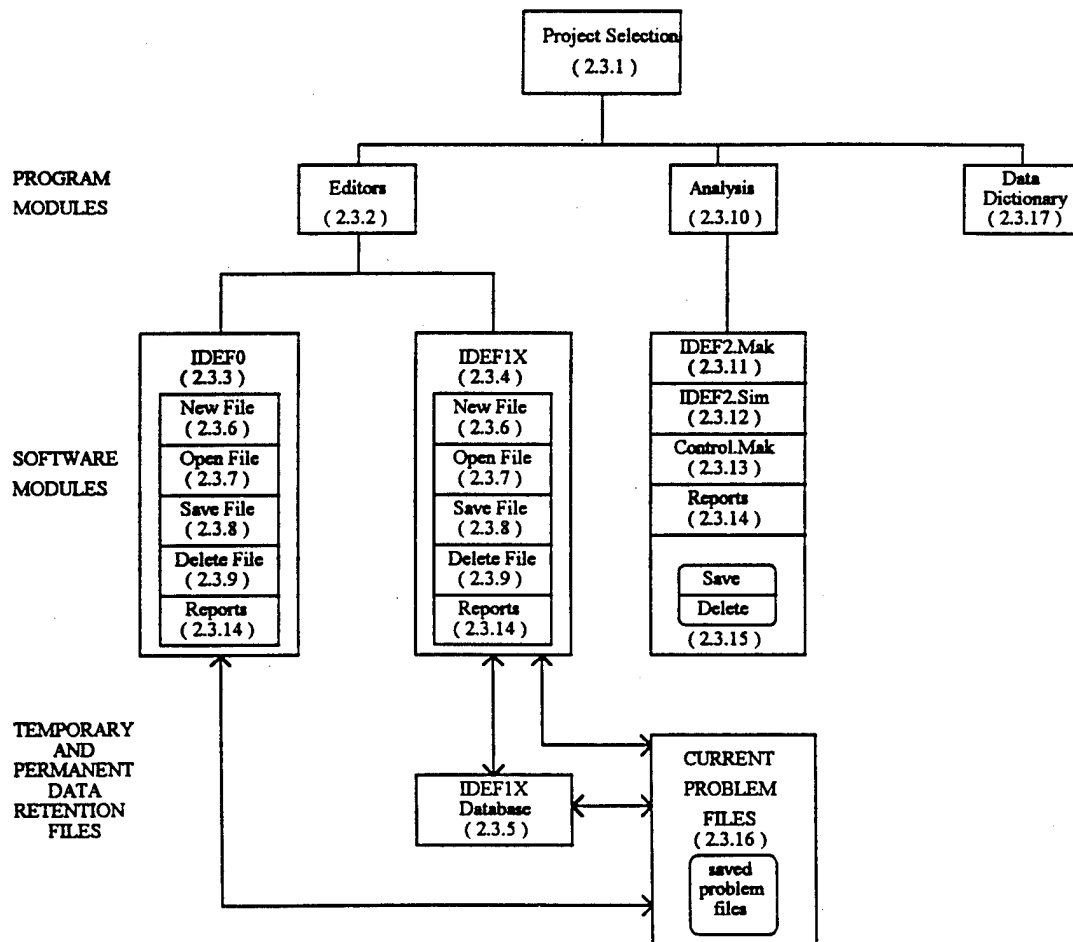 Project Selection
( 2.3.1 )
PROGRAM
MODULES
Editors
( 2.3.2 )
Analysis
( 2.3.10 )
Data
Dictionary
( 2.3.17 )
SOFTWARE
MODULES
IDEF0
( 2.3.3 )
New File
( 2.3.6 )
Open File
( 2.3.7 )
Save File
( 2.3.8 )
Delete File
( 2.3.9 )
Reports
( 2.3.14 )
IDEF1X
( 2.3.4 )
New File
( 2.3.6 )
Open File
( 2.3.7 )
Save File
( 2.3.8 )
Delete File
( 2.3.9 )
Reports
( 2.3.14 )
IDEF2.Mak
( 2.3.11 )
IDEF2.Sim
( 2.3.12 )
Control.Mak
( 2.3.13 )
Reports
( 2.3.14 )
Save
Delete
( 2.3.15 )
TEMPORARY
AND
PERMANENT
DATA
RETENTION
FILES
IDEF1X
Database
( 2.3.5 )
CURRENT
PROBLEM
FILES
( 2.3.16 )
saved
problem
files